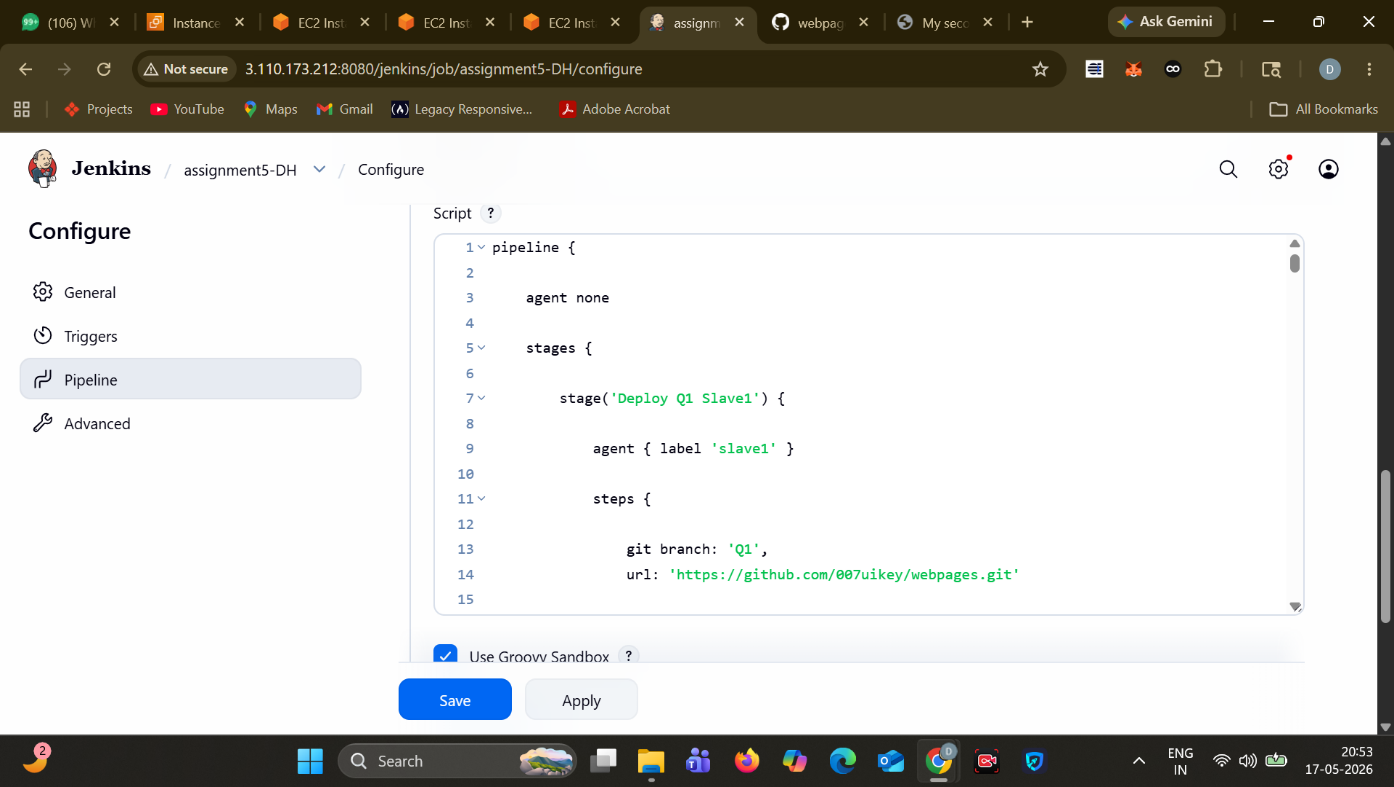 99+ (106) W
Instance
EC2 Inst
EC2 Inst
EC2 Inst
assignm
webpag
My seco
Ask Gemini
Not secure
3.110.173.212:8080/jenkins/job/assignment5-DH/configure
D
Projects
YouTube
Maps
Gmail
Legacy Responsive...
Adobe Acrobat
All Bookmarks
Jenkins / assignment5-DH / Configure
Configure
General
Triggers
Pipeline
Advanced
Script ?
1 pipeline {
2
3 agent none
4
5 stages {
6
7 stage('Deploy Q1 Slave1') {
8
9 agent { label 'slave1' }
10
11 steps {
12
13 git branch: 'Q1',
14 url: 'https://github.com/007uikey/webpages.git'
15
Use Groovy Sandbox ?
Save
Apply
2
Search
D
ENG
IN
20:53
17-05-2026